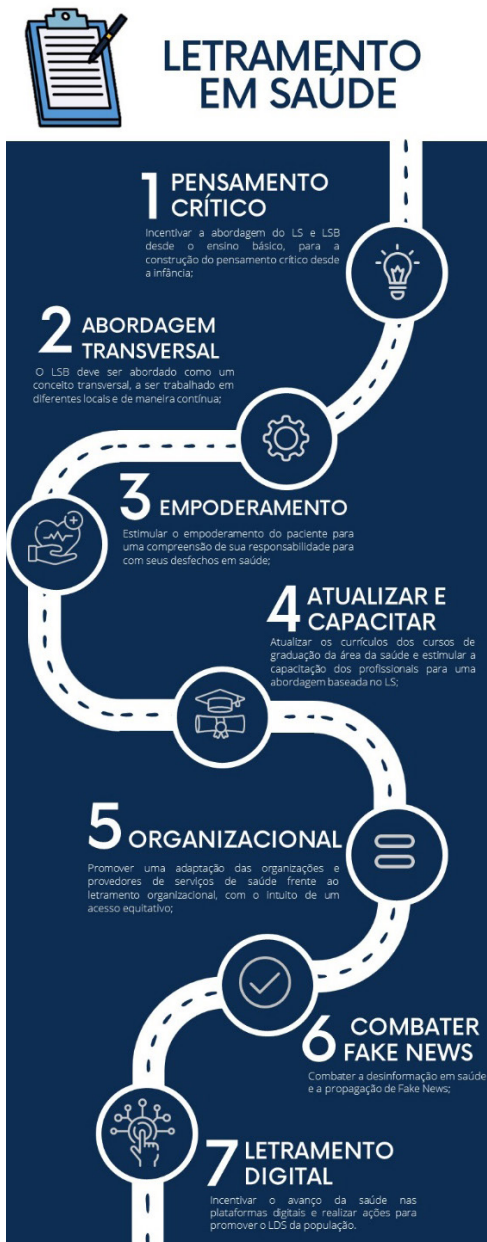 LETRAMENTO
EM SAÚDE
1 PENSAMENTO
CRÍTICO
Incentivar a abordagem do LS e LSB
desde o ensino básico, para a
construção do pensamento crítico desde
a infância;
2 ABORDAGEM
TRANSVERSAL
O LSB deve ser abordado como um
conceito transversal, a ser trabalhado em
diferentes locais e de maneira contínua;
3 EMPODERAMENTO
Estimular o empoderamento do paciente para
uma compreensão de sua responsabilidade para
com seus desfechos em saúde;
4 ATUALIZAR E
CAPACITAR
Atualizar os currículos dos cursos de
graduação da área da saúde e estimular a
capacitação dos profissionais para uma
abordagem baseada no LS;
5 ORGANIZACIONAL
Promover uma adaptação das organizações e
provedores de serviços de saúde frente ao
letramento organizacional, com o intuito de um
acesso equitativo;
6 COMBATER
FAKE NEWS
Combater a desinformação em saúde
e a propagação de Fake News;
7 LETRAMENTO
DIGITAL
Incentivar o avanço da saúde nas
plataformas digitais e realizar ações para
promover o LDS da população.